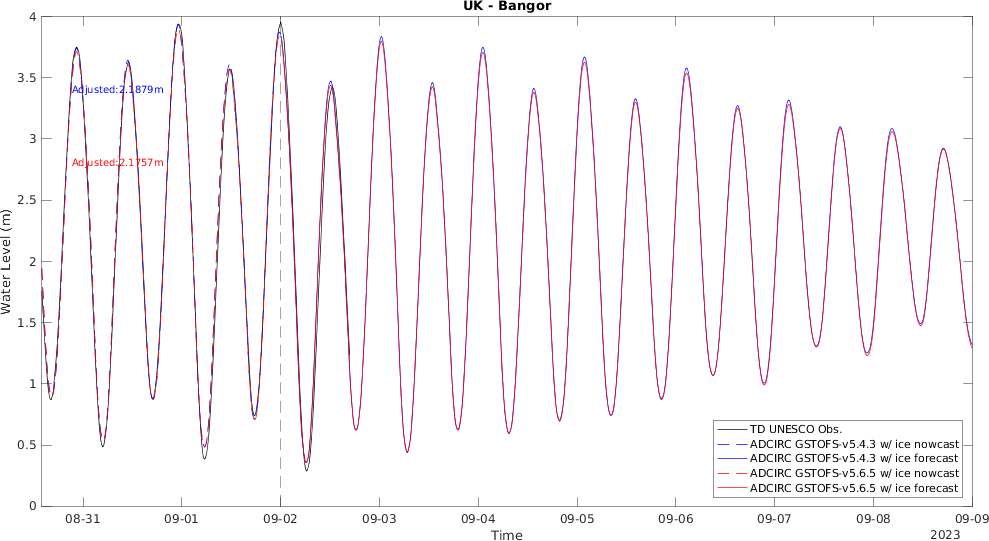 UK - Bangor
4
3.5
3
2.5
2
1.5
1
0.5
0
Water Level (m)
Adjusted:2.1879m
Adjusted:2.1757m
TD UNESCO Obs.
ADCIRC GSTOFS-v5.4.3 w/ ice nowcast
ADCIRC GSTOFS-v5.4.3 w/ ice forecast
ADCIRC GSTOFS-v5.6.5 w/ ice nowcast
ADCIRC GSTOFS-v5.6.5 w/ ice forecast
08-31 09-01 09-02 09-03 09-04 09-05 09-06 09-07 09-08 09-09
Time
2023